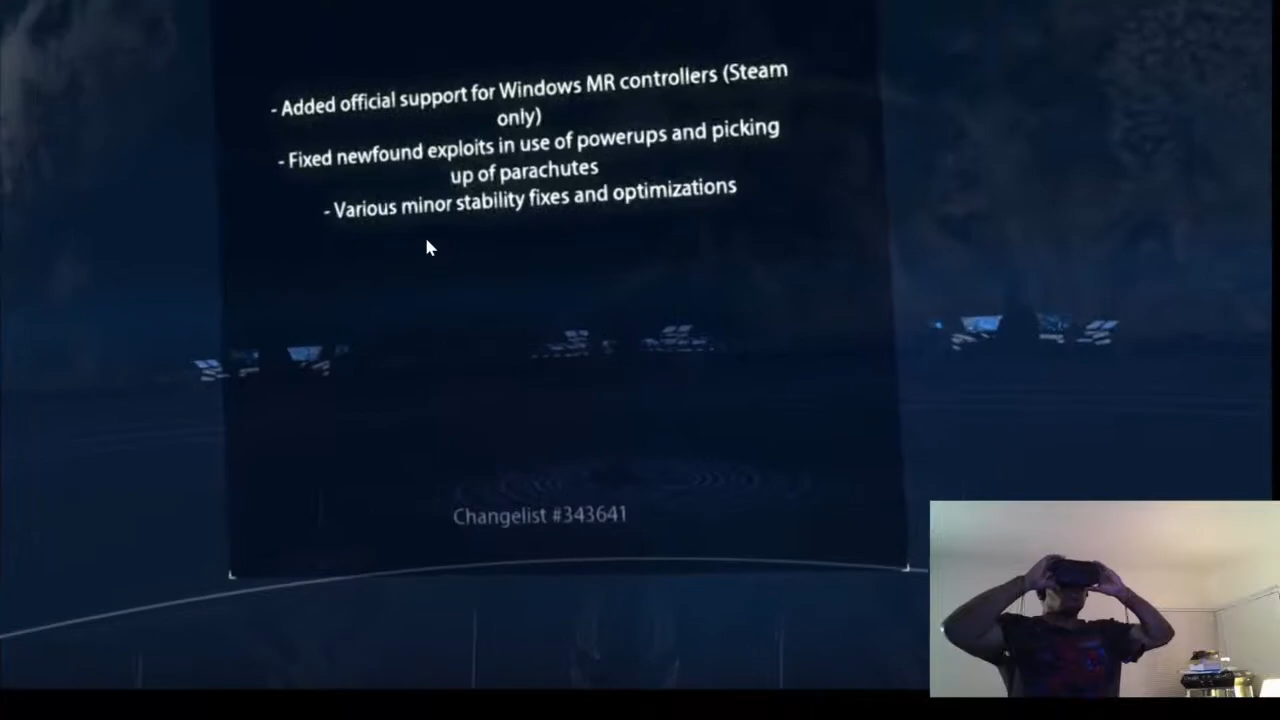 - Added official support for Windows MR controllers (Steam
only)
- Fixed newfound exploits in use of powerups and picking
up of parachutes
- Various minor stability fixes and optimizations
Changelist #343641